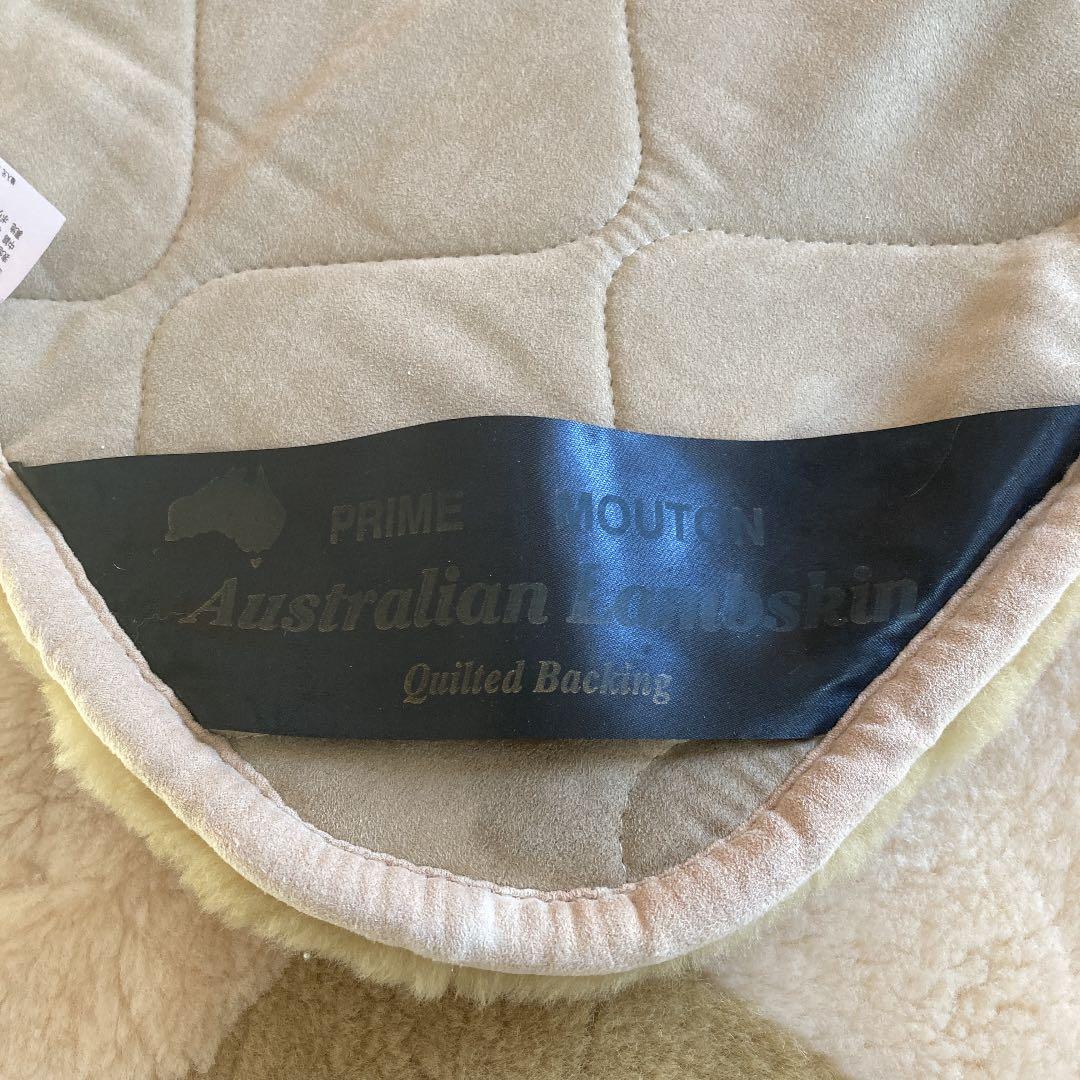 PRIME MOUTON
Australian Lambskin
Quilted Backing